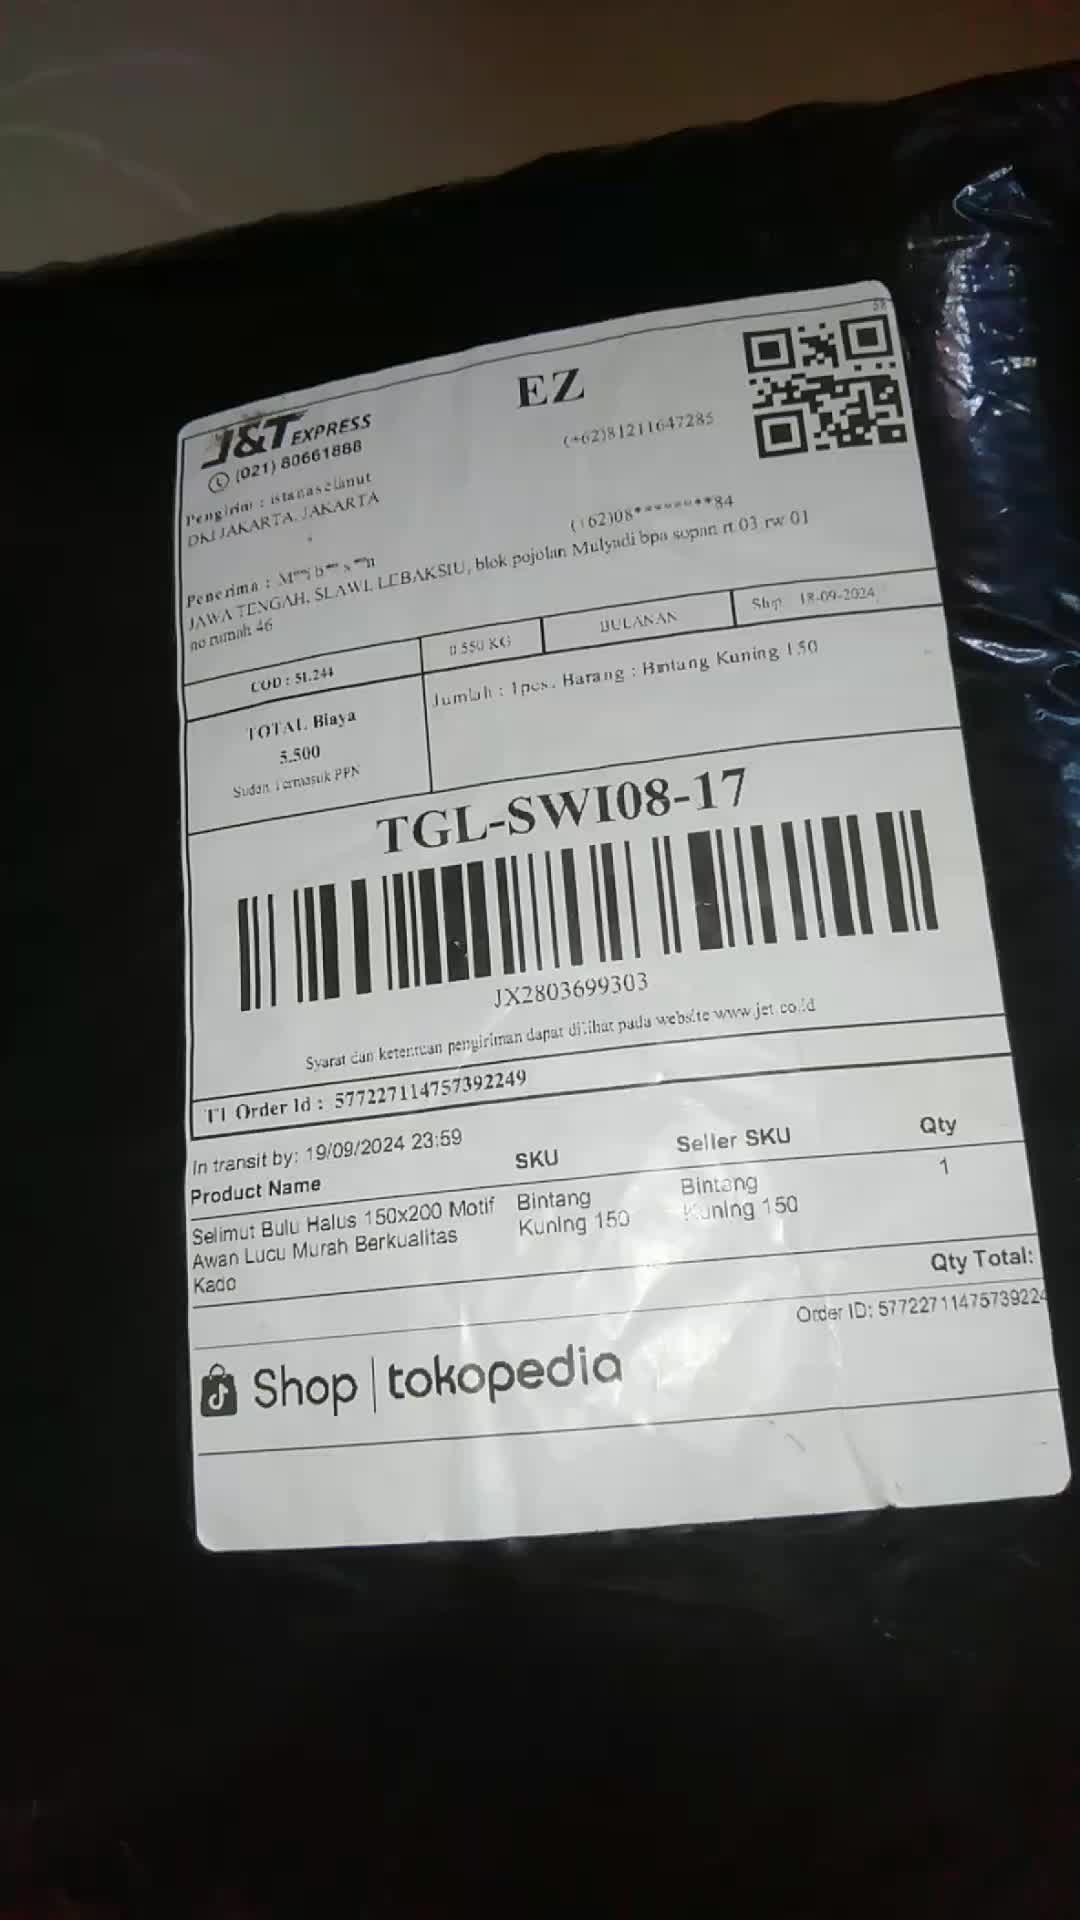 58
J&T EXPRESS
EZ
(021) 80661888
(+62)81211647285
Pengirim : istanaselimut
DKI JAKARTA, JAKARTA
(+62)08********84
Penerima :
JAWA TENGAH, SLAWI, LEBAKSIU, blok pojolan Mulyadi bpa sopan rt 03 rw 01
no rumah 46
COD : 51.244
0.550 KG
BULANAN
Ship: 18-09-2024
TOTAL Biaya
5.500
Sudah Termasuk PPN
Jumlah : 1pcs. Barang : Bintang Kuning 150
TGL-SWI08-17
JX2803699303
Syarat dan ketentuan pengiriman dapat dilihat pada website www.jet.co.id
TT Order Id : 577227114757392249
In transit by: 19/09/2024 23:59
Product Name
SKU
Seller SKU
Qty
Selimut Bulu Halus 150x200 Motif
Awan Lucu Murah Berkualitas
Kado
Bintang
Kuning 150
Bintang
Kuning 150
1
Qty Total:
Order ID: 57722711475739224
Shop | tokopedia